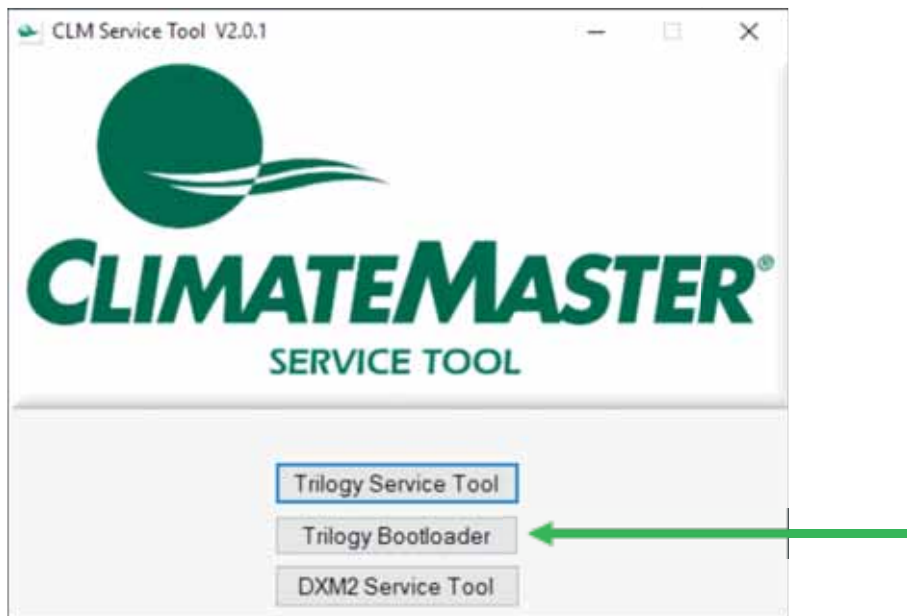 CLM Service Tool V2.0.1
CLIMATEMASTER®
SERVICE TOOL
Trilogy Service Tool
Trilogy Bootloader
DXM2 Service Tool